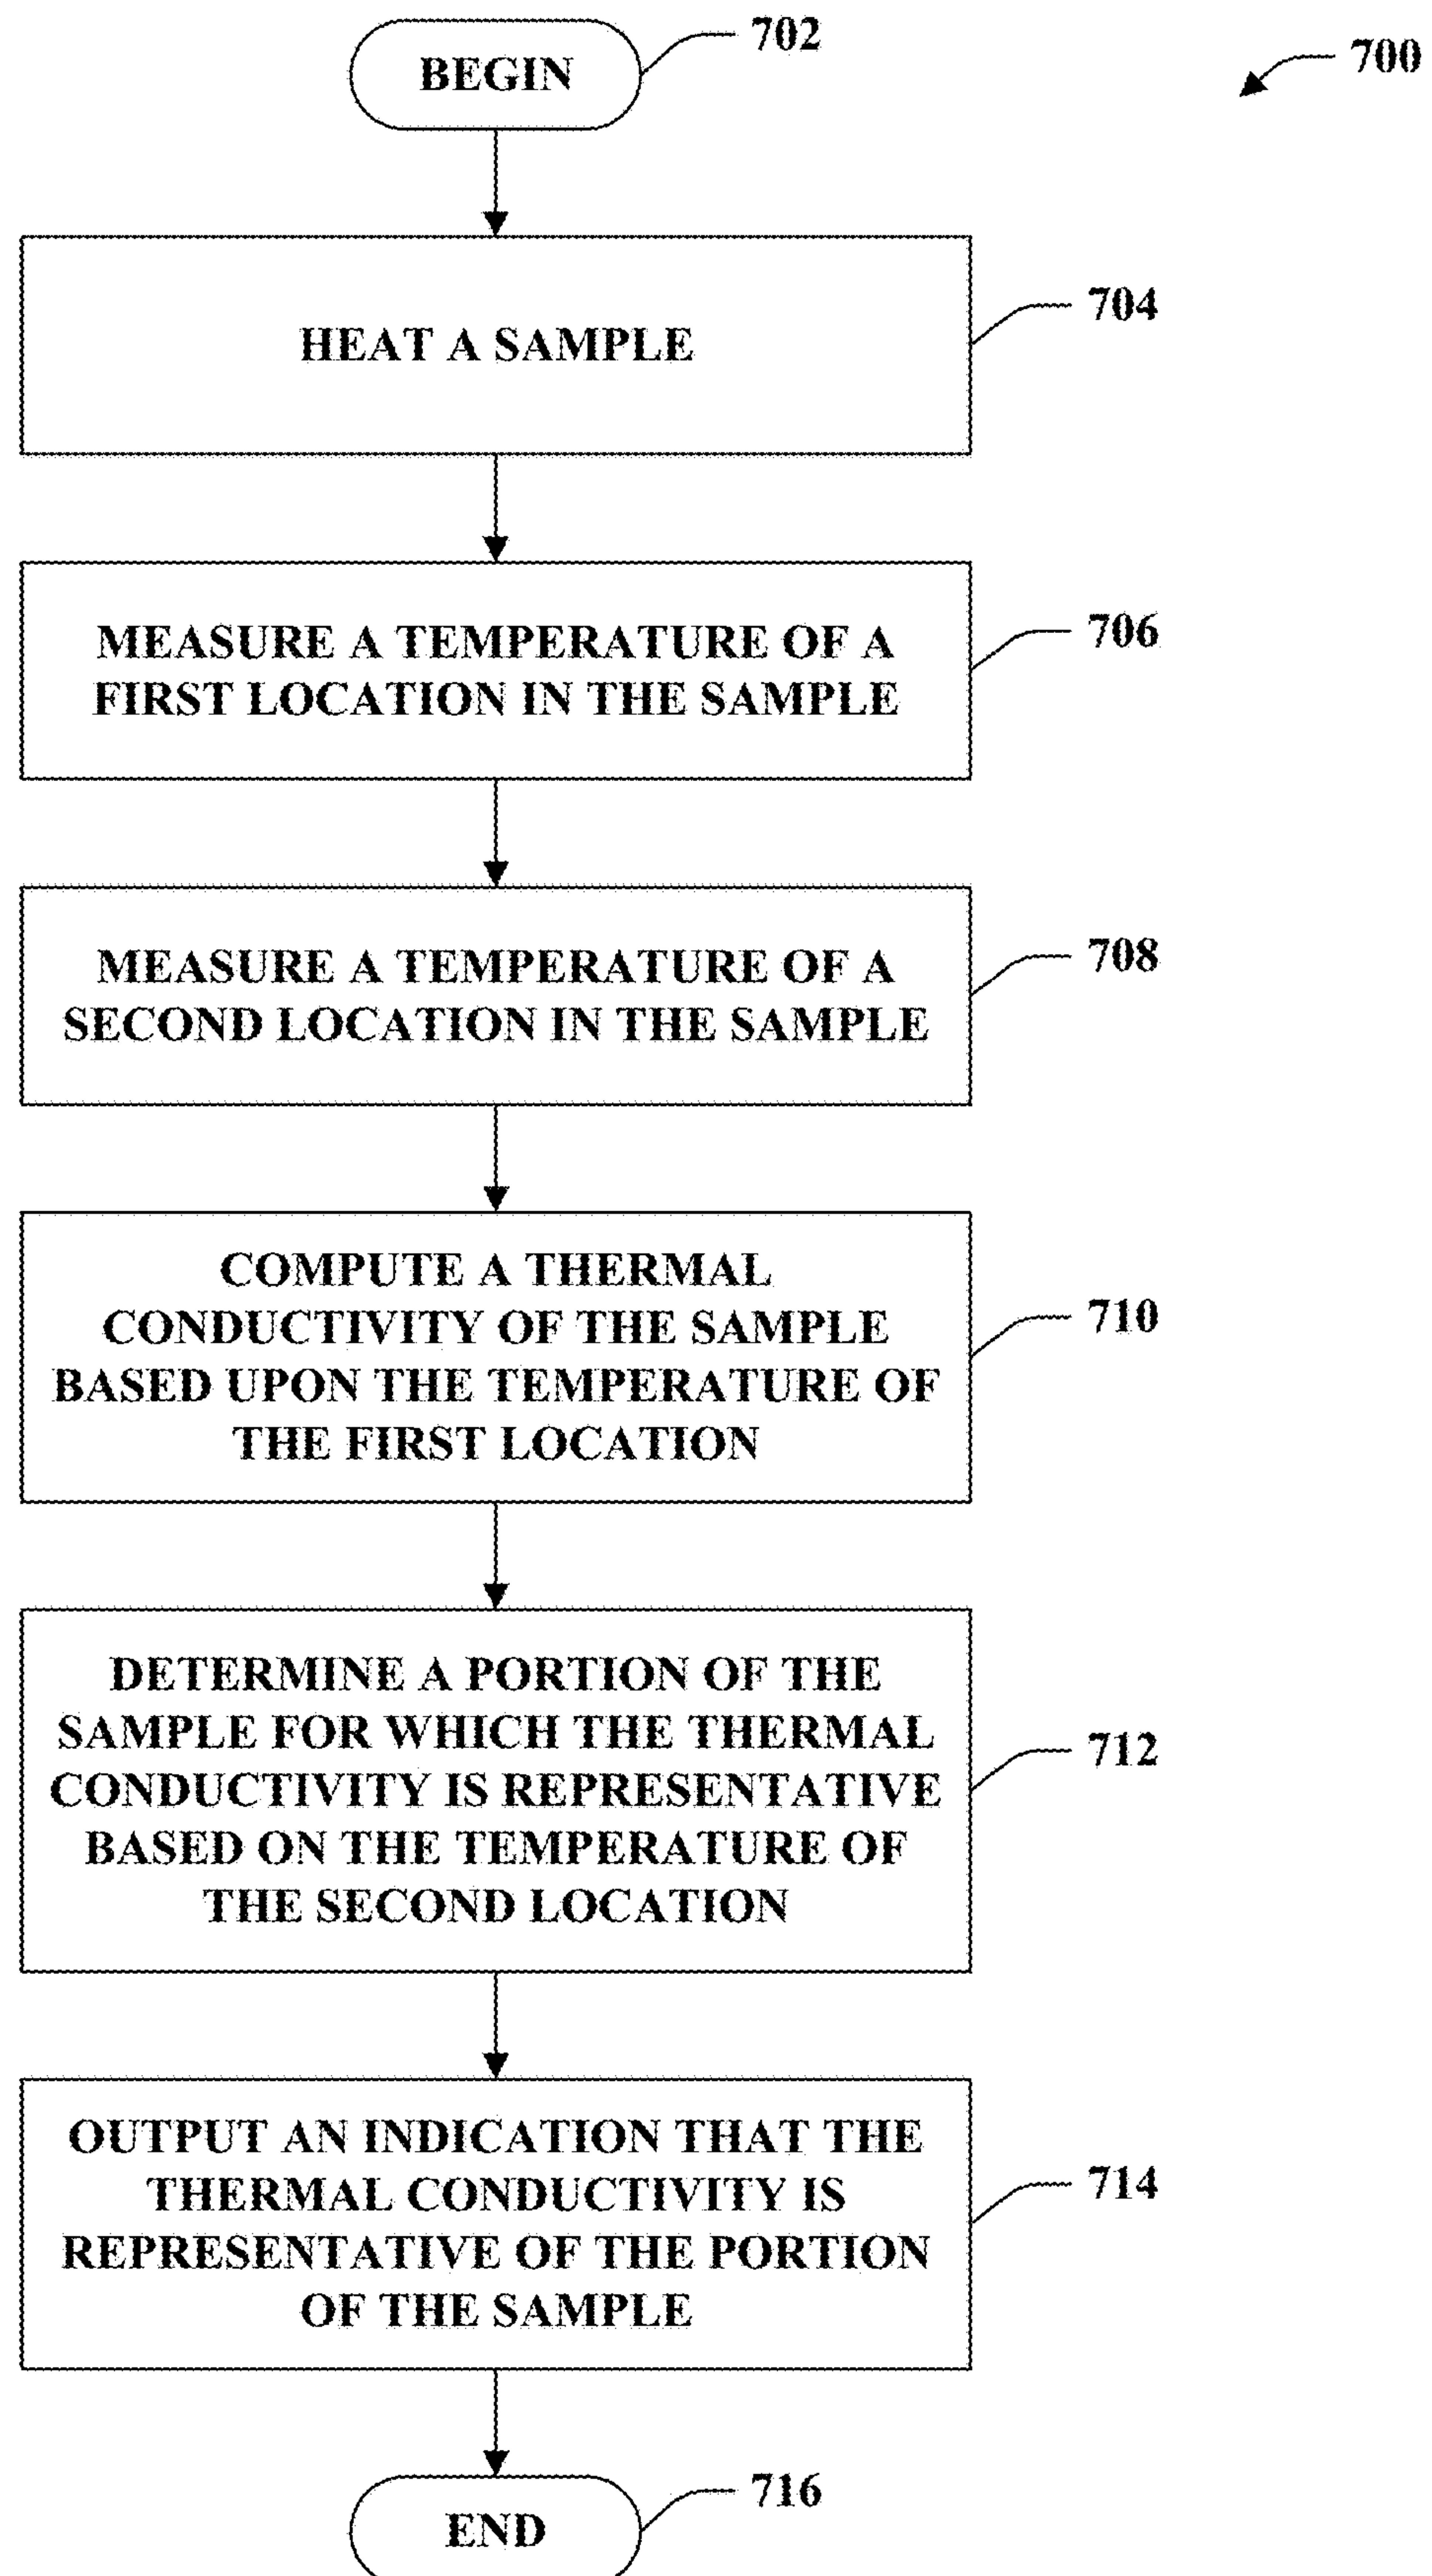 BEGIN
702
700
HEAT A SAMPLE
704
MEASURE A TEMPERATURE OF A
FIRST LOCATION IN THE SAMPLE
706
MEASURE A TEMPERATURE OF A
SECOND LOCATION IN THE SAMPLE
708
COMPUTE A THERMAL
CONDUCTIVITY OF THE SAMPLE
BASED UPON THE TEMPERATURE OF
THE FIRST LOCATION
710
DETERMINE A PORTION OF THE
SAMPLE FOR WHICH THE THERMAL
CONDUCTIVITY IS REPRESENTATIVE
BASED ON THE TEMPERATURE OF
THE SECOND LOCATION
712
OUTPUT AN INDICATION THAT THE
THERMAL CONDUCTIVITY IS
REPRESENTATIVE OF THE PORTION
OF THE SAMPLE
714
END
716